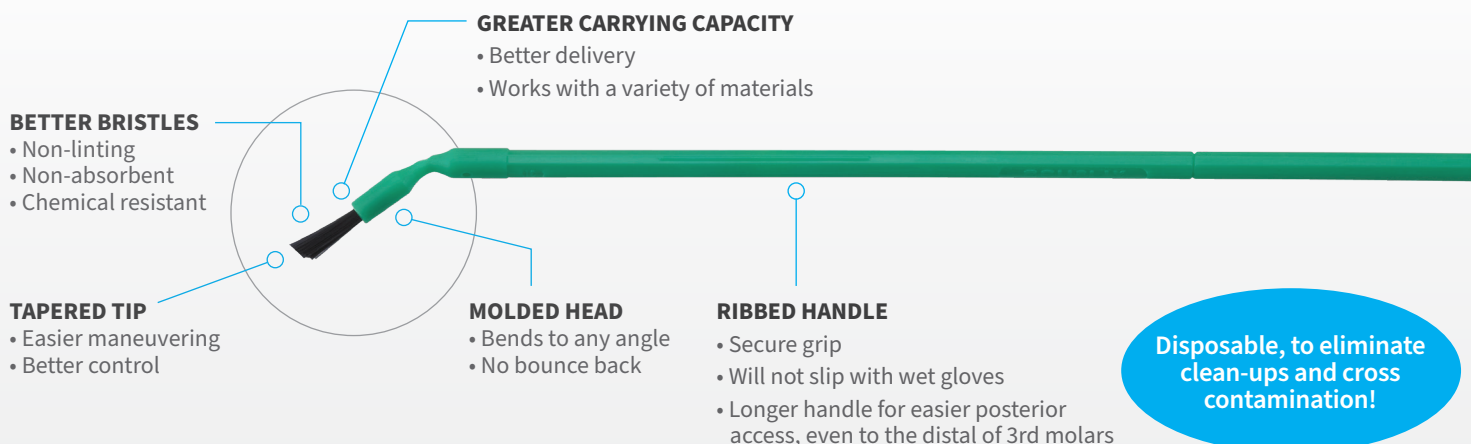 GREATER CARRYING CAPACITY
• Better delivery
• Works with a variety of materials
BETTER BRISTLES
• Non-linting
• Non-absorbent
• Chemical resistant
TAPERED TIP
• Easier maneuvering
• Better control
MOLDED HEAD
• Bends to any angle
• No bounce back
RIBBED HANDLE
• Secure grip
• Will not slip with wet gloves
• Longer handle for easier posterior
access, even to the distal of 3rd molars
Disposable, to eliminate
clean-ups and cross
contamination!